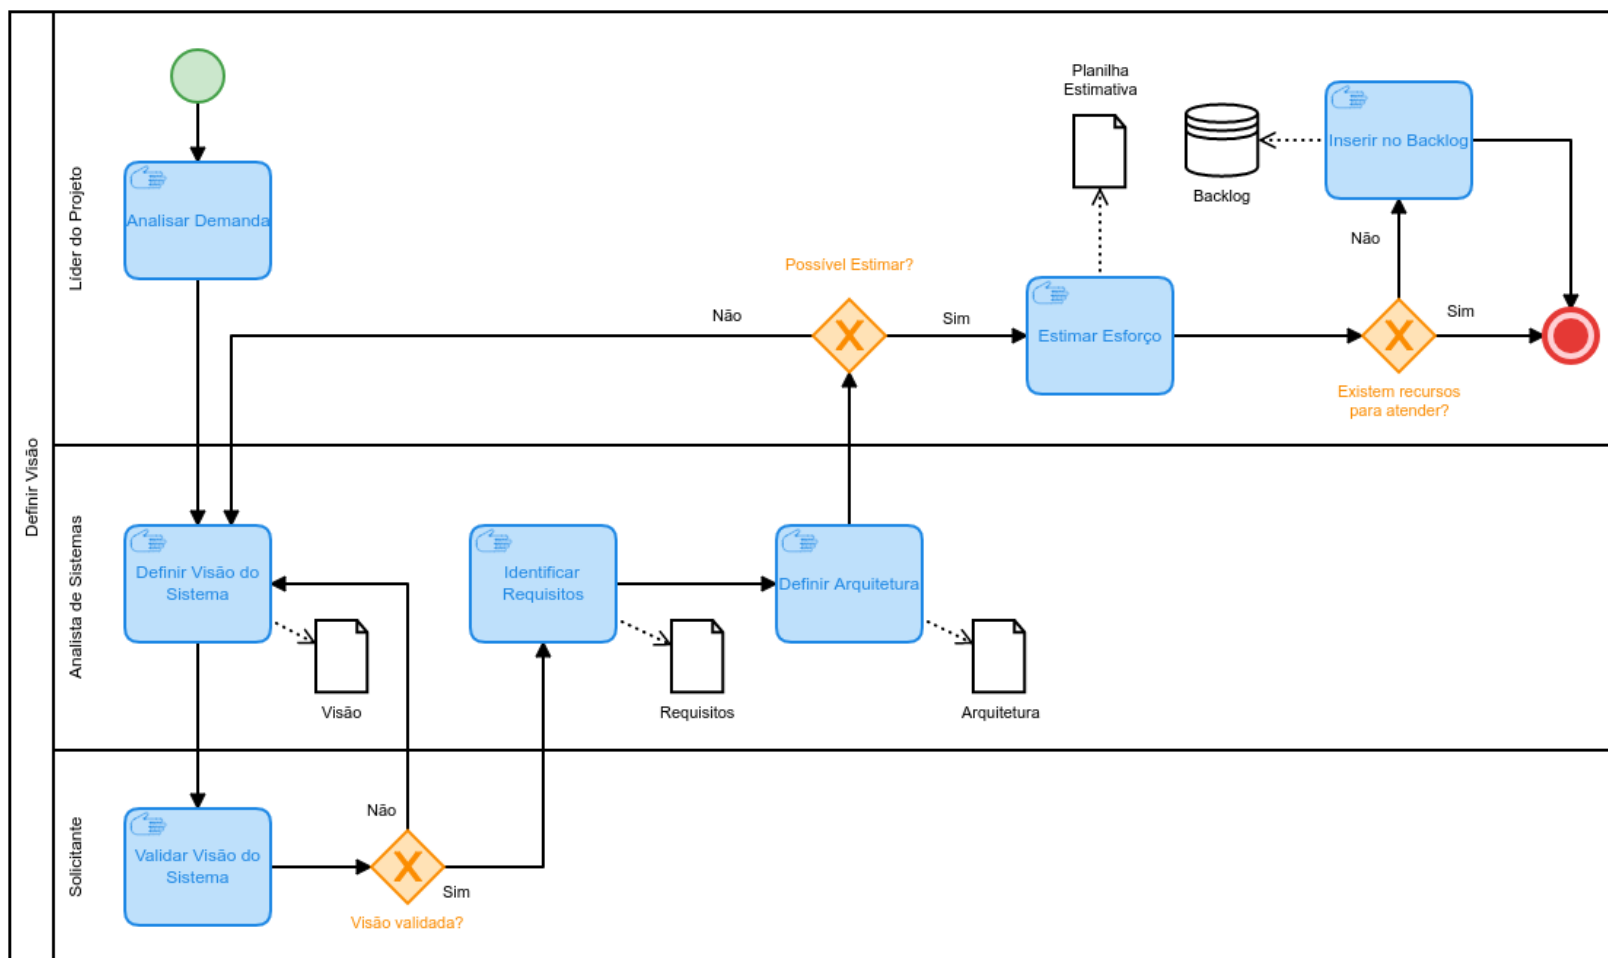 Definir Visão
Líder do Projeto
Analisar Demanda
Possível Estimar?
Não
Sim
Planilha
Estimativa
Estimar Esforço
Backlog
Inserir no Backlog
Não
Sim
Existem recursos
para atender?
Analista de Sistemas
Definir Visão do
Sistema
Visão
Identificar
Requisitos
Requisitos
Definir Arquitetura
Arquitetura
Solicitante
Validar Visão do
Sistema
Não
Sim
Visão validada?